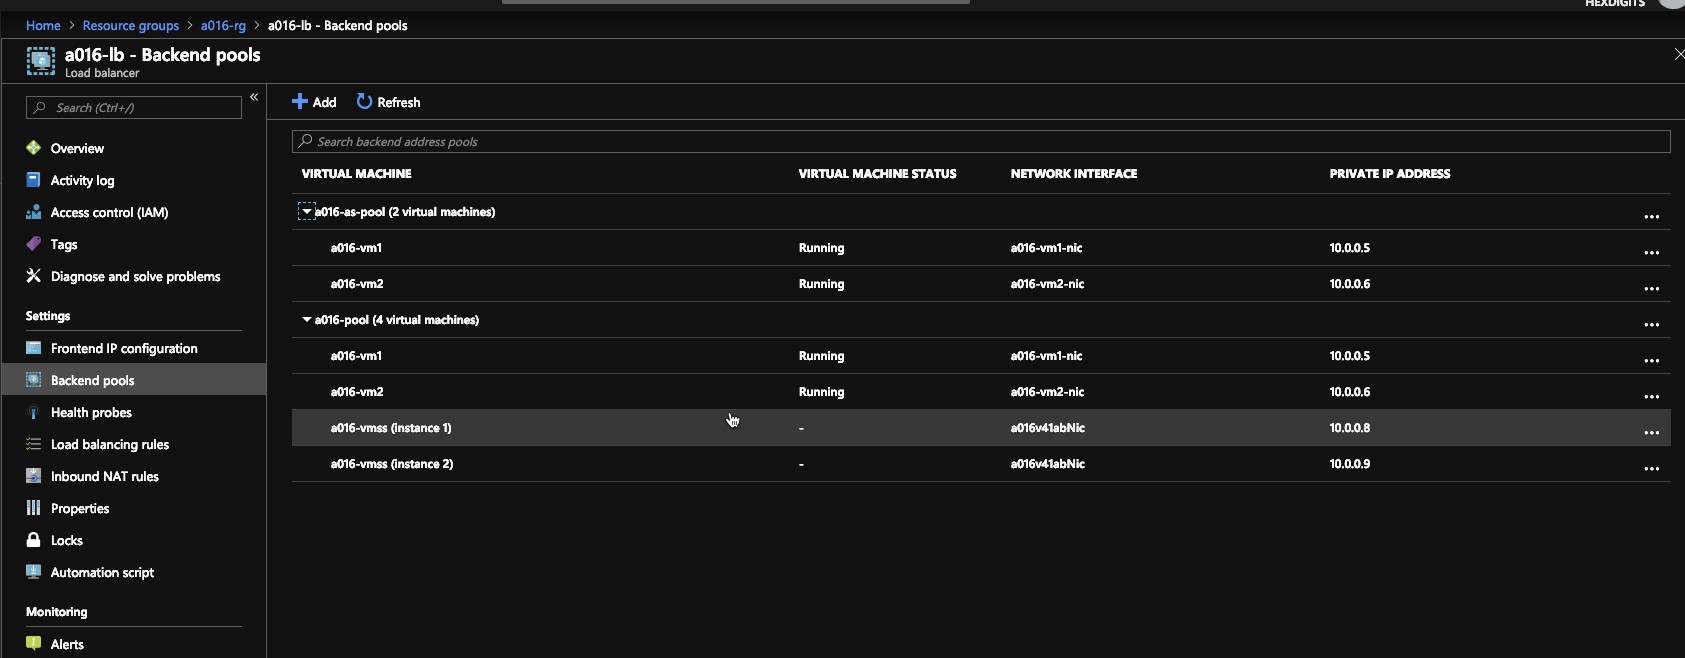 HEXDIGITS
Home > Resource groups > a016-rg > a016-lb - Backend pools
a016-lb - Backend pools
Load balancer
Search (Ctrl+/)
«
Overview
Activity log
Access control (IAM)
Tags
Diagnose and solve problems
Settings
Frontend IP configuration
Backend pools
Health probes
Load balancing rules
Inbound NAT rules
Properties
Locks
Automation script
Monitoring
Alerts
Add Refresh
Search backend address pools
VIRTUAL MACHINE VIRTUAL MACHINE STATUS NETWORK INTERFACE PRIVATE IP ADDRESS
a016-as-pool (2 virtual machines) ...
a016-vm1 Running a016-vm1-nic 10.0.0.5 ...
a016-vm2 Running a016-vm2-nic 10.0.0.6 ...
a016-pool (4 virtual machines) ...
a016-vm1 Running a016-vm1-nic 10.0.0.5 ...
a016-vm2 Running a016-vm2-nic 10.0.0.6 ...
a016-vmss (instance 1) - a016v41abNic 10.0.0.8 ...
a016-vmss (instance 2) - a016v41abNic 10.0.0.9 ...